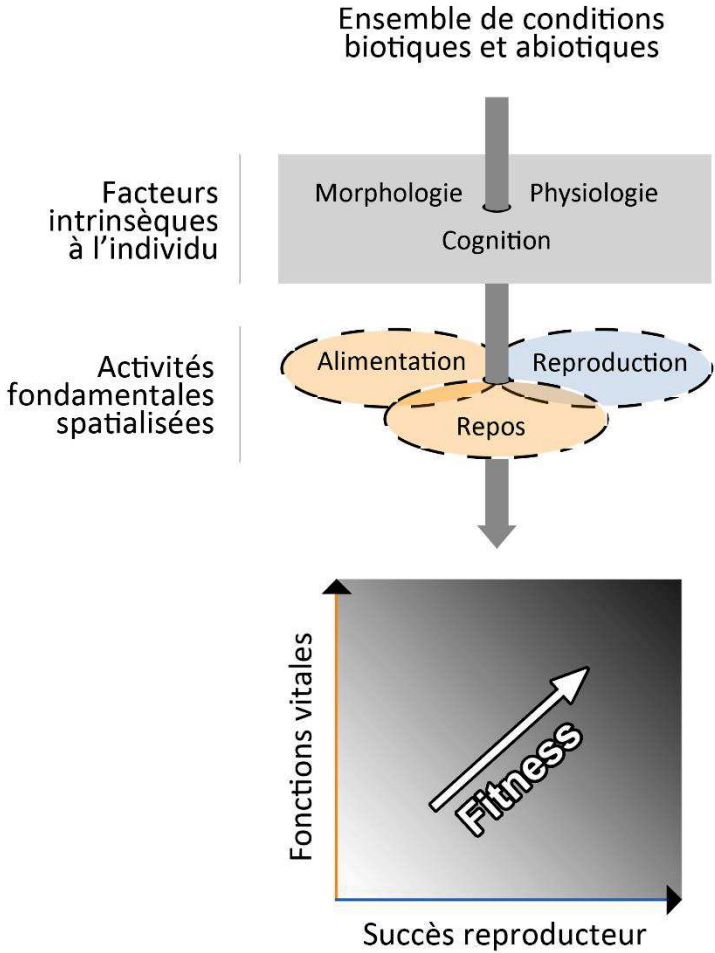 Ensemble de conditions
biotiques et abiotiques
Facteurs
intrinsèques
à l'individu
Morphologie
Physiologie
Cognition
Activités
fondamentales
spatialisées
Alimentation
Reproduction
Repos
Fonctions vitales
Fitness
Succès reproducteur